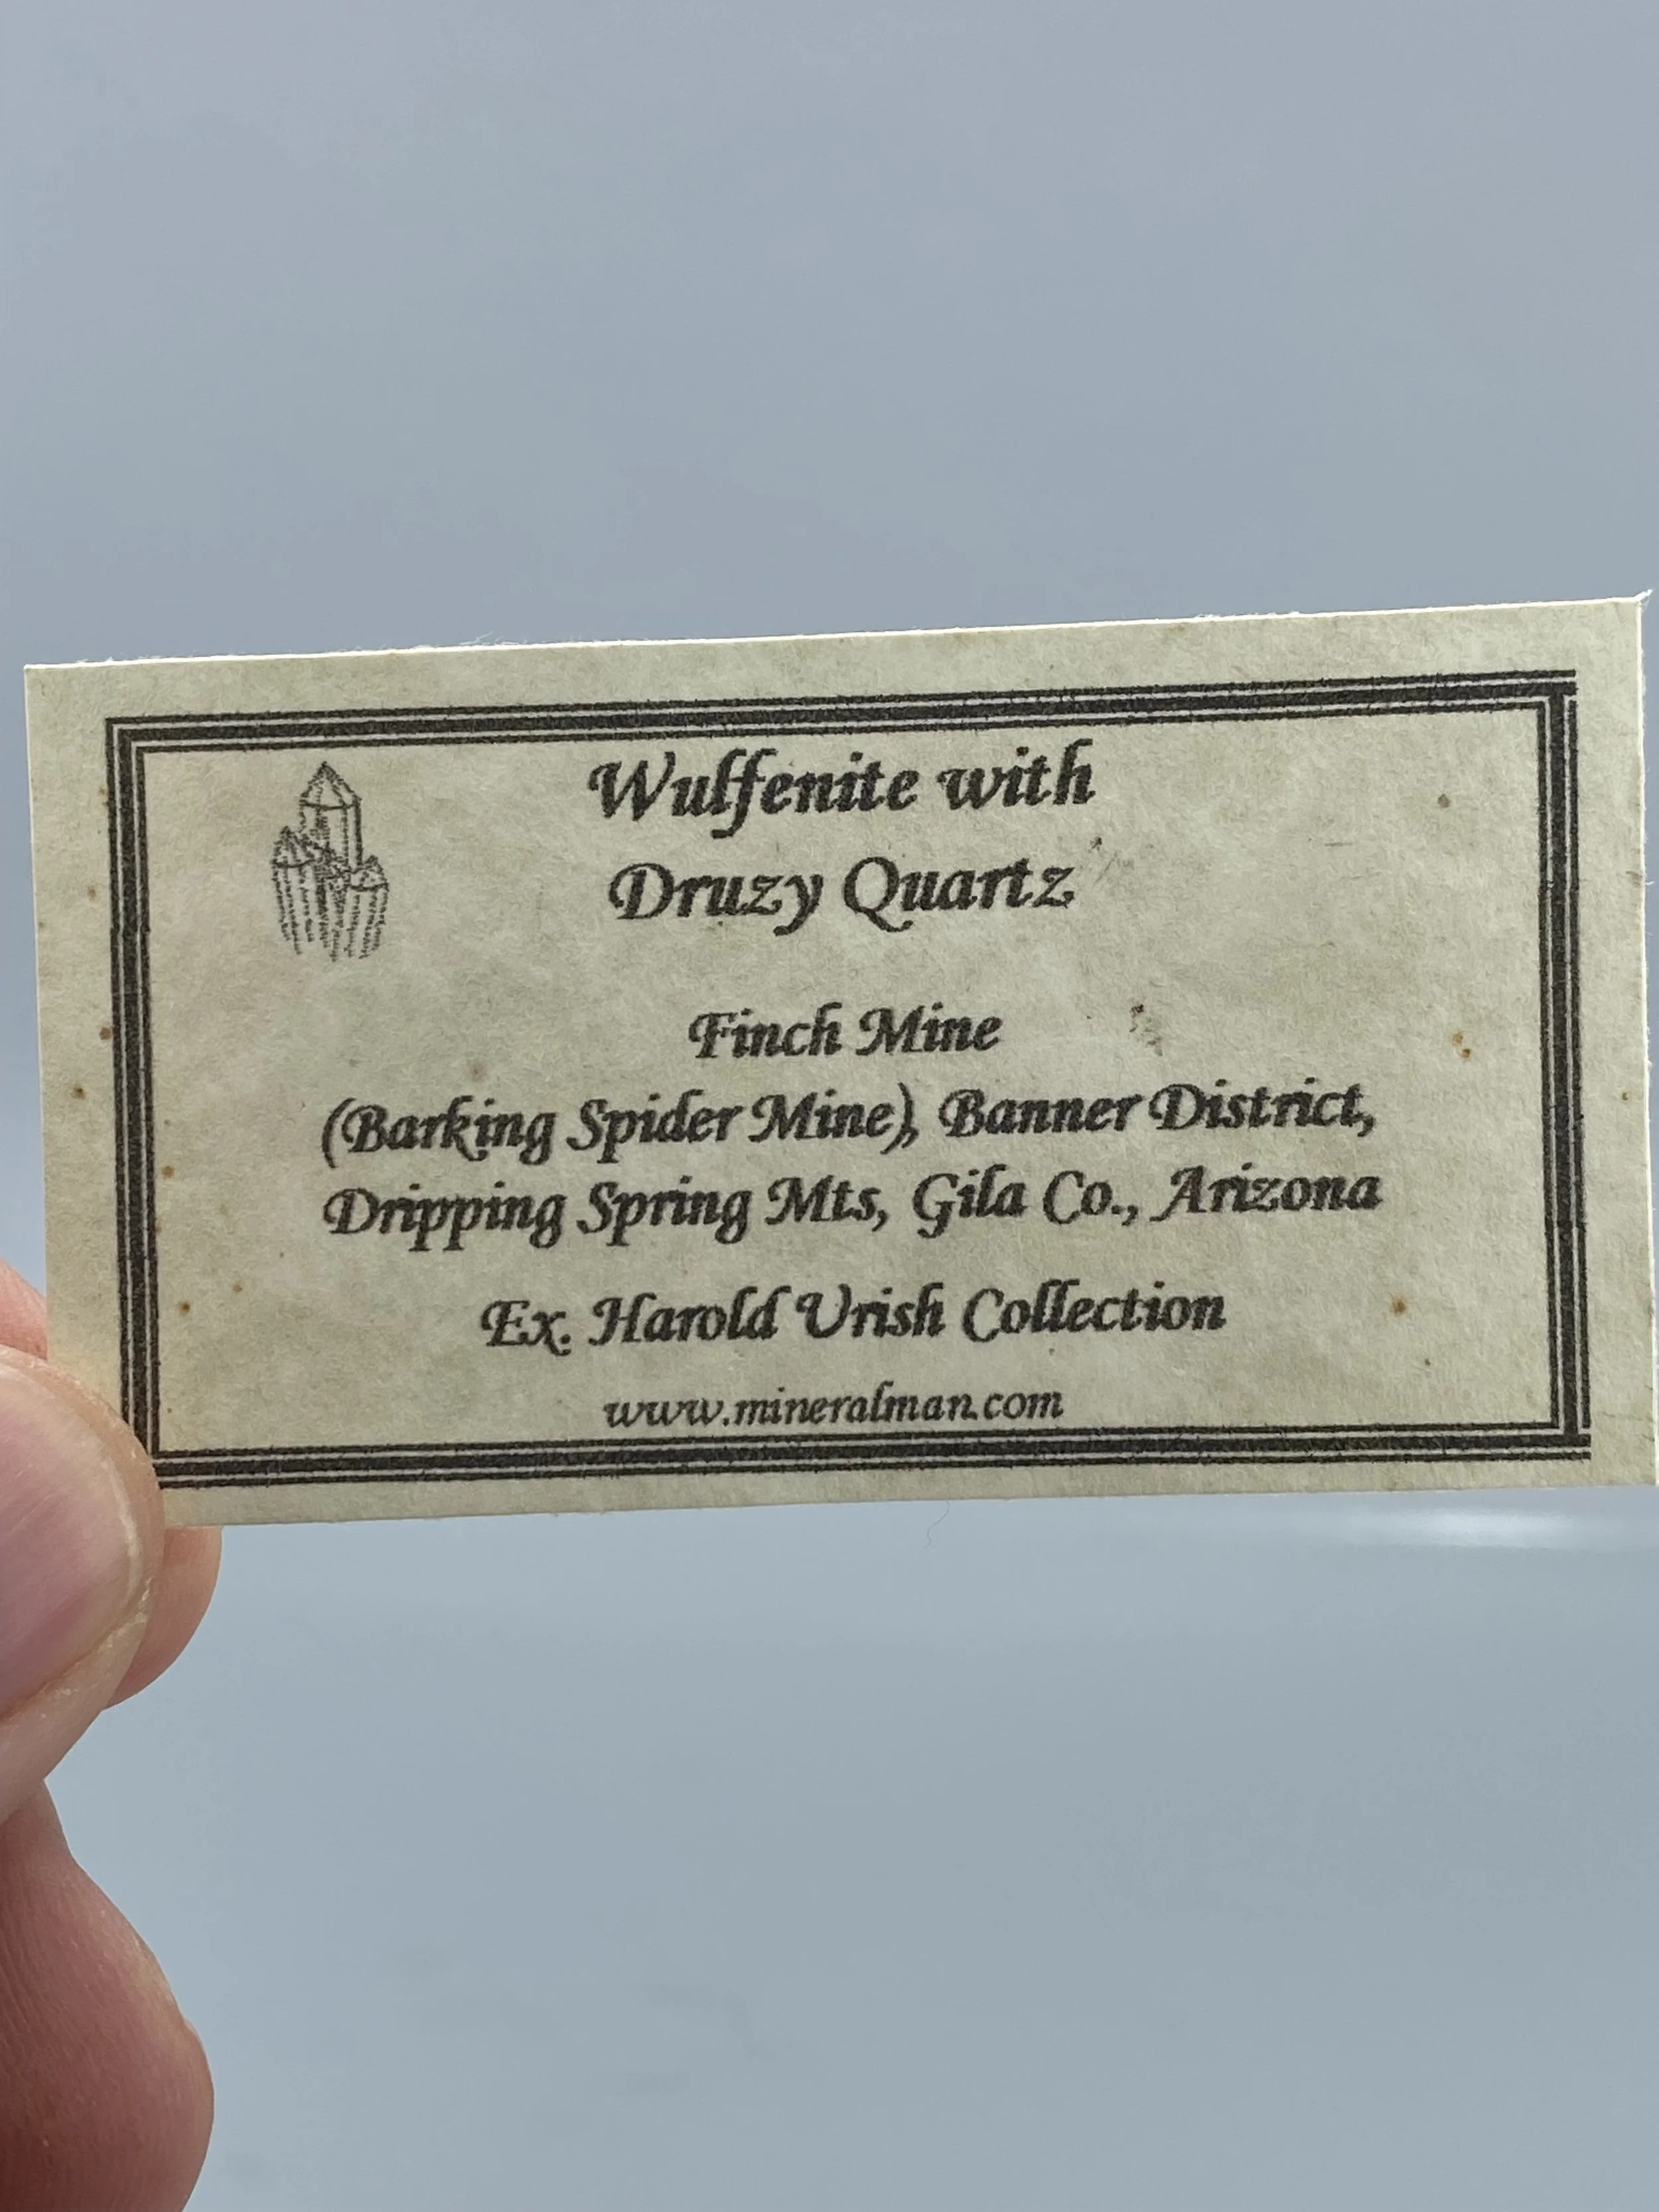 Wulfenite with
Druzy Quartz
Finch Mine
(Barking Spider Mine), Banner District,
Dripping Spring Mts, Gila Co., Arizona
Ex. Harold Urish Collection
www.mineralman.com